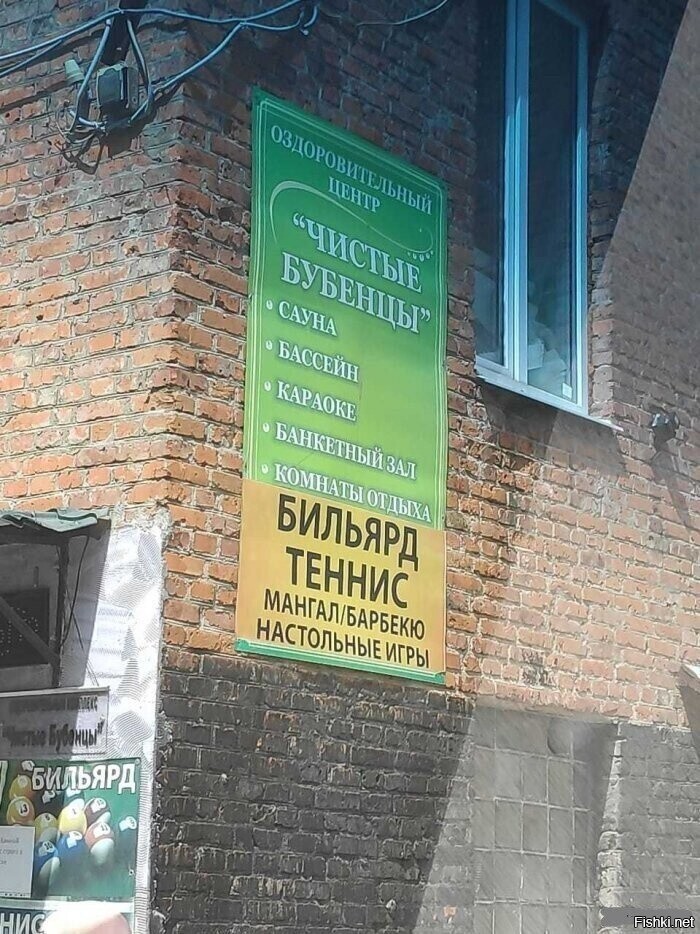 ОЗДОРОВИТЕЛЬНЫЙ
ЦЕНТР
"ЧИСТЫЕ
БУБЕНЦЫ"
САУНА
БАССЕЙН
КАРАОКЕ
БАНКЕТНЫЙ ЗАЛ
КОМНАТЫ ОТДЫХА
БИЛЬЯРД
ТЕННИС
МАНГАЛ/БАРБЕКЮ
НАСТОЛЬНЫЕ ИГРЫ
"Чистые Бубенцы"
БИЛЬЯРД
Fishki.net